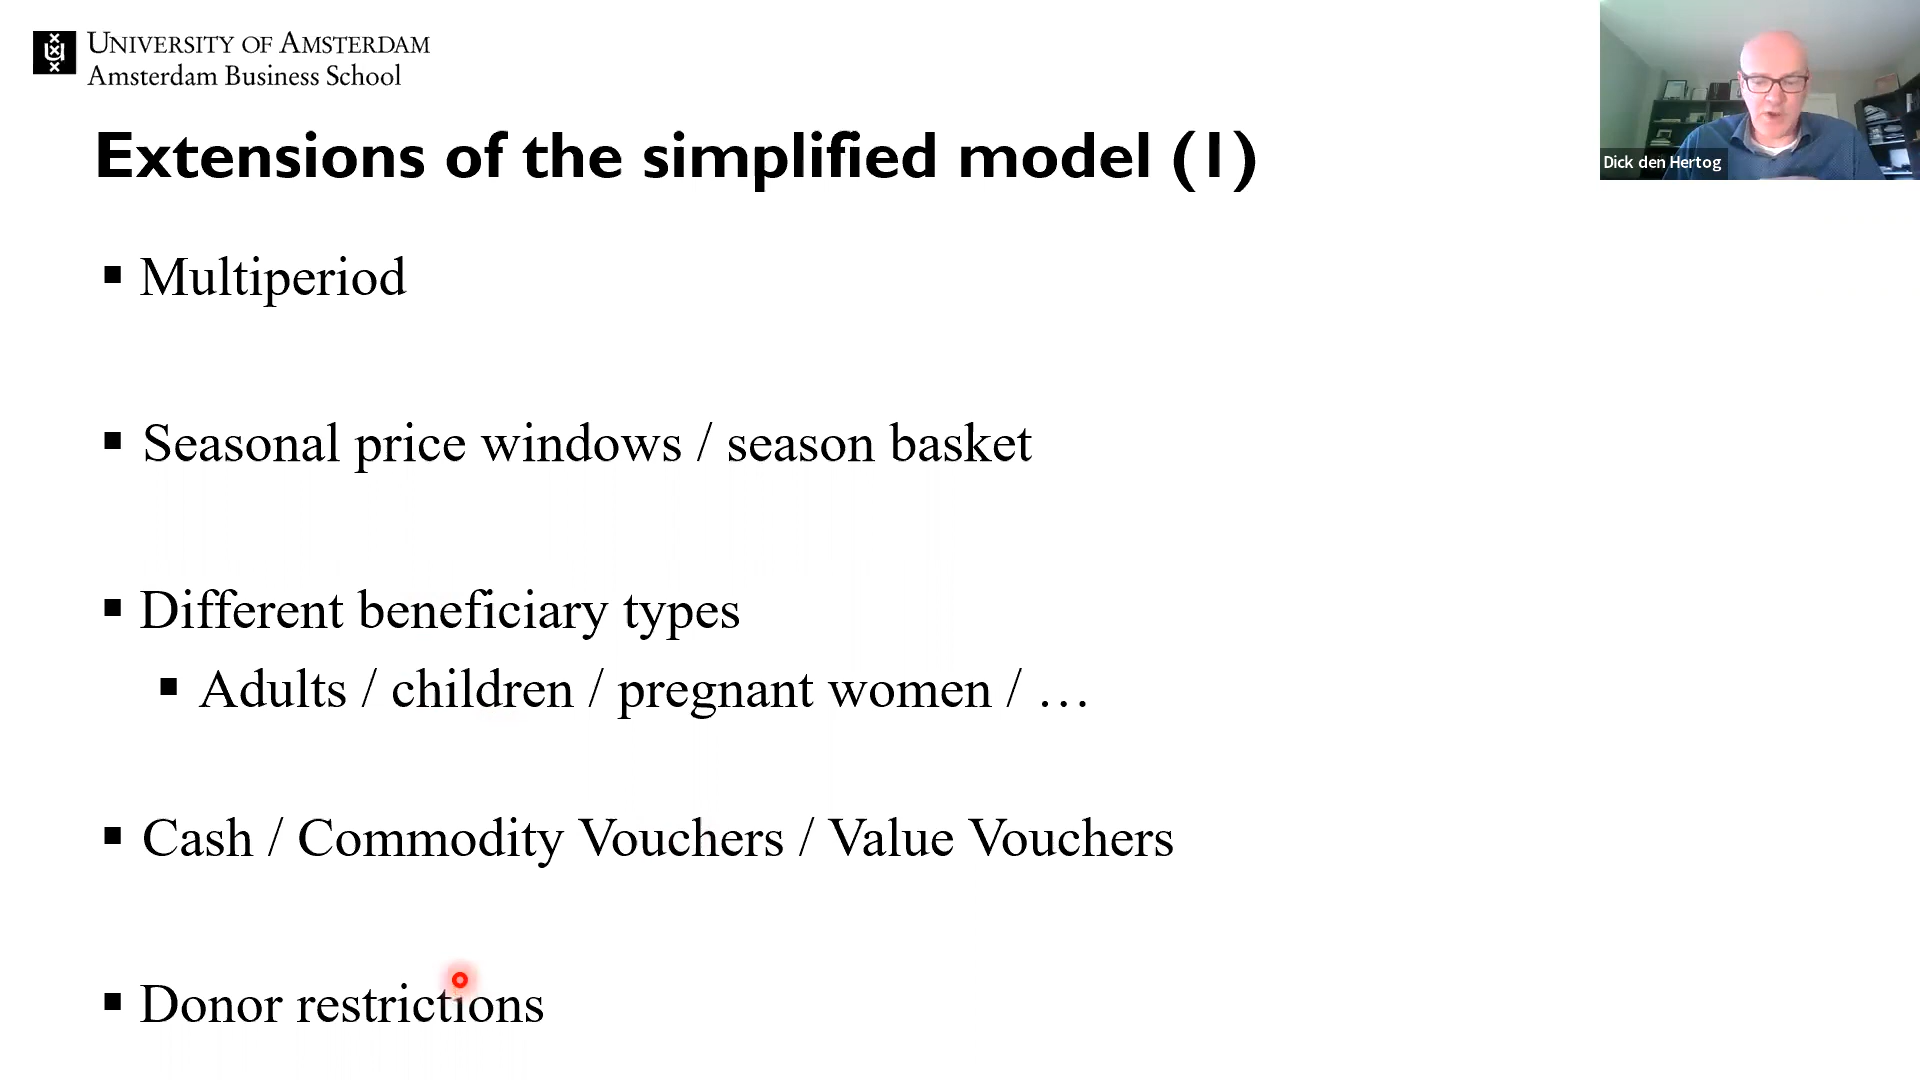 UNIVERSITY OF AMSTERDAM
Amsterdam Business School
Dick den Hertog
Extensions of the simplified model (1)
▪ Multiperiod
▪ Seasonal price windows / season basket
▪ Different beneficiary types
▪ Adults / children / pregnant women / …
▪ Cash / Commodity Vouchers / Value Vouchers
▪ Donor restrictions